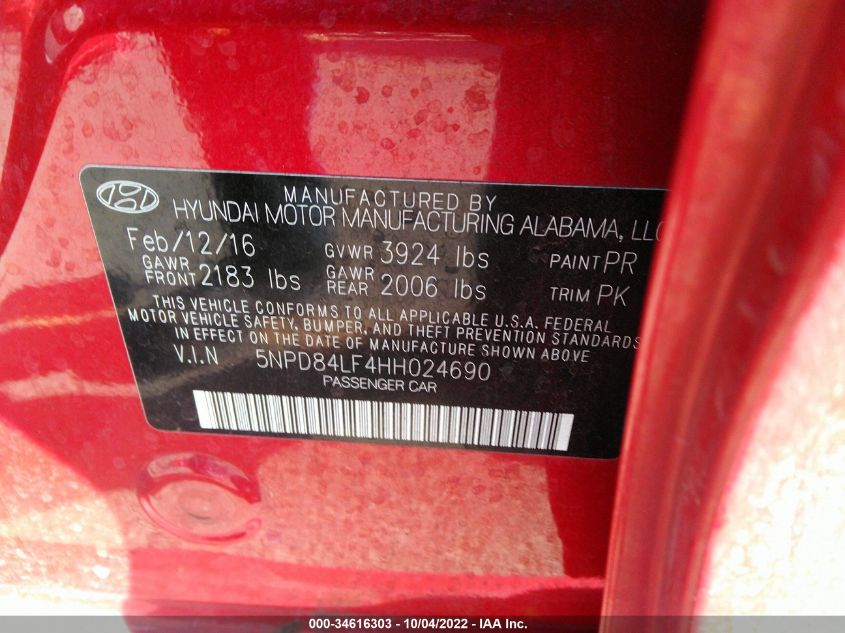 MANUFACTURED BY
HYUNDAI MOTOR MANUFACTURING ALABAMA, LLC
Feb/12/16 GVWR 3924 lbs PAINT PR
GAWR FRONT 2183 lbs GAWR REAR 2006 lbs TRIM PK
THIS VEHICLE CONFORMS TO ALL APPLICABLE U.S.A. FEDERAL
MOTOR VEHICLE SAFETY, BUMPER, AND THEFT PREVENTION STANDARDS
IN EFFECT ON THE DATE OF MANUFACTURE SHOWN ABOVE
V.I.N 5NPD84LF4HH024690
PASSENGER CAR
000-34616303 - 10/04/2022 - IAA Inc.